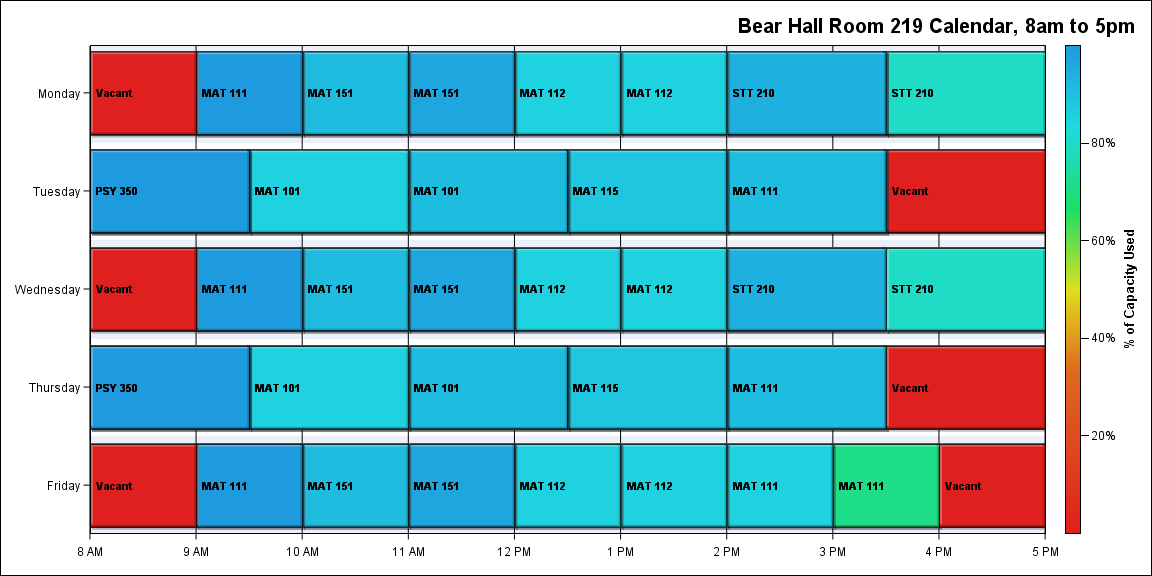 Bear Hall Room 219 Calendar, 8am to 5pm
Monday
Vacant
MAT 111
MAT 151
MAT 151
MAT 112
MAT 112
STT 210
STT 210
Tuesday
PSY 350
MAT 101
MAT 101
MAT 115
MAT 111
Vacant
Wednesday
Vacant
MAT 111
MAT 151
MAT 151
MAT 112
MAT 112
STT 210
STT 210
Thursday
PSY 350
MAT 101
MAT 101
MAT 115
MAT 111
Vacant
Friday
Vacant
MAT 111
MAT 151
MAT 151
MAT 112
MAT 112
MAT 111
MAT 111
Vacant
8 AM
9 AM
10 AM
11 AM
12 PM
1 PM
2 PM
3 PM
4 PM
5 PM
80%
60%
40%
20%
% of Capacity Used